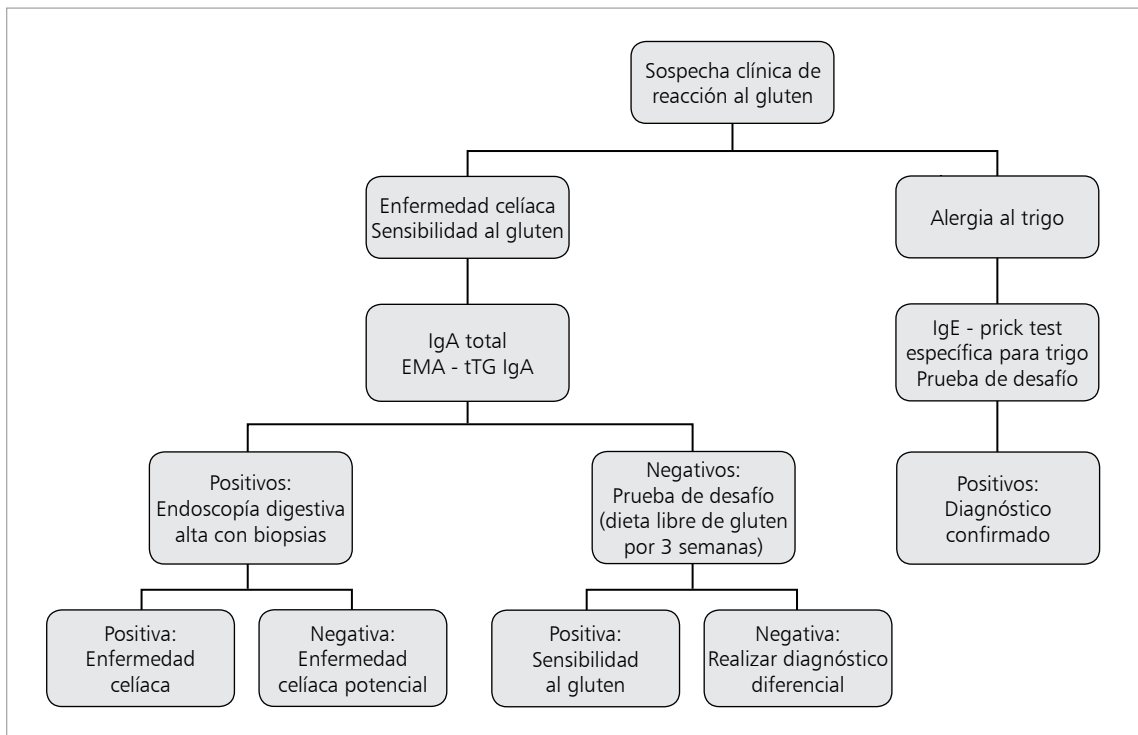 Sospecha clínica de
reacción al gluten
Enfermedad celíaca
Sensibilidad al gluten
Alergia al trigo
IgA total
EMA - tTG IgA
IgE - prick test
específica para trigo
Prueba de desafío
Positivos:
Endoscopía digestiva
alta con biopsias
Negativos:
Prueba de desafío
(dieta libre de gluten
por 3 semanas)
Positivos:
Diagnóstico
confirmado
Positiva:
Enfermedad
celíaca
Negativa:
Enfermedad
celíaca potencial
Positiva:
Sensibilidad
al gluten
Negativa:
Realizar diagnóstico
diferencial